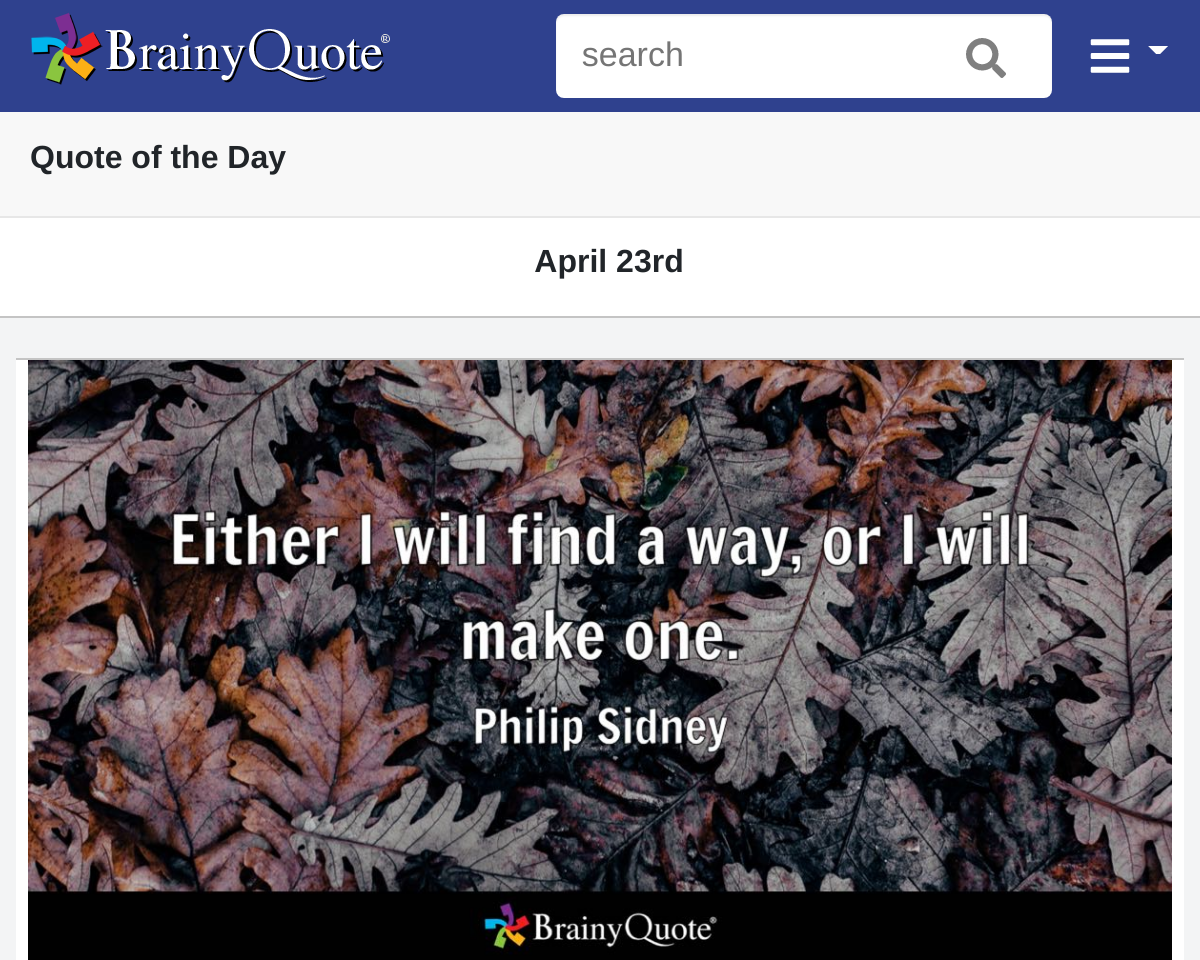 BrainyQuote®
search
Quote of the Day
April 23rd
Either I will find a way, or I will
make one.
Philip Sidney
BrainyQuote®